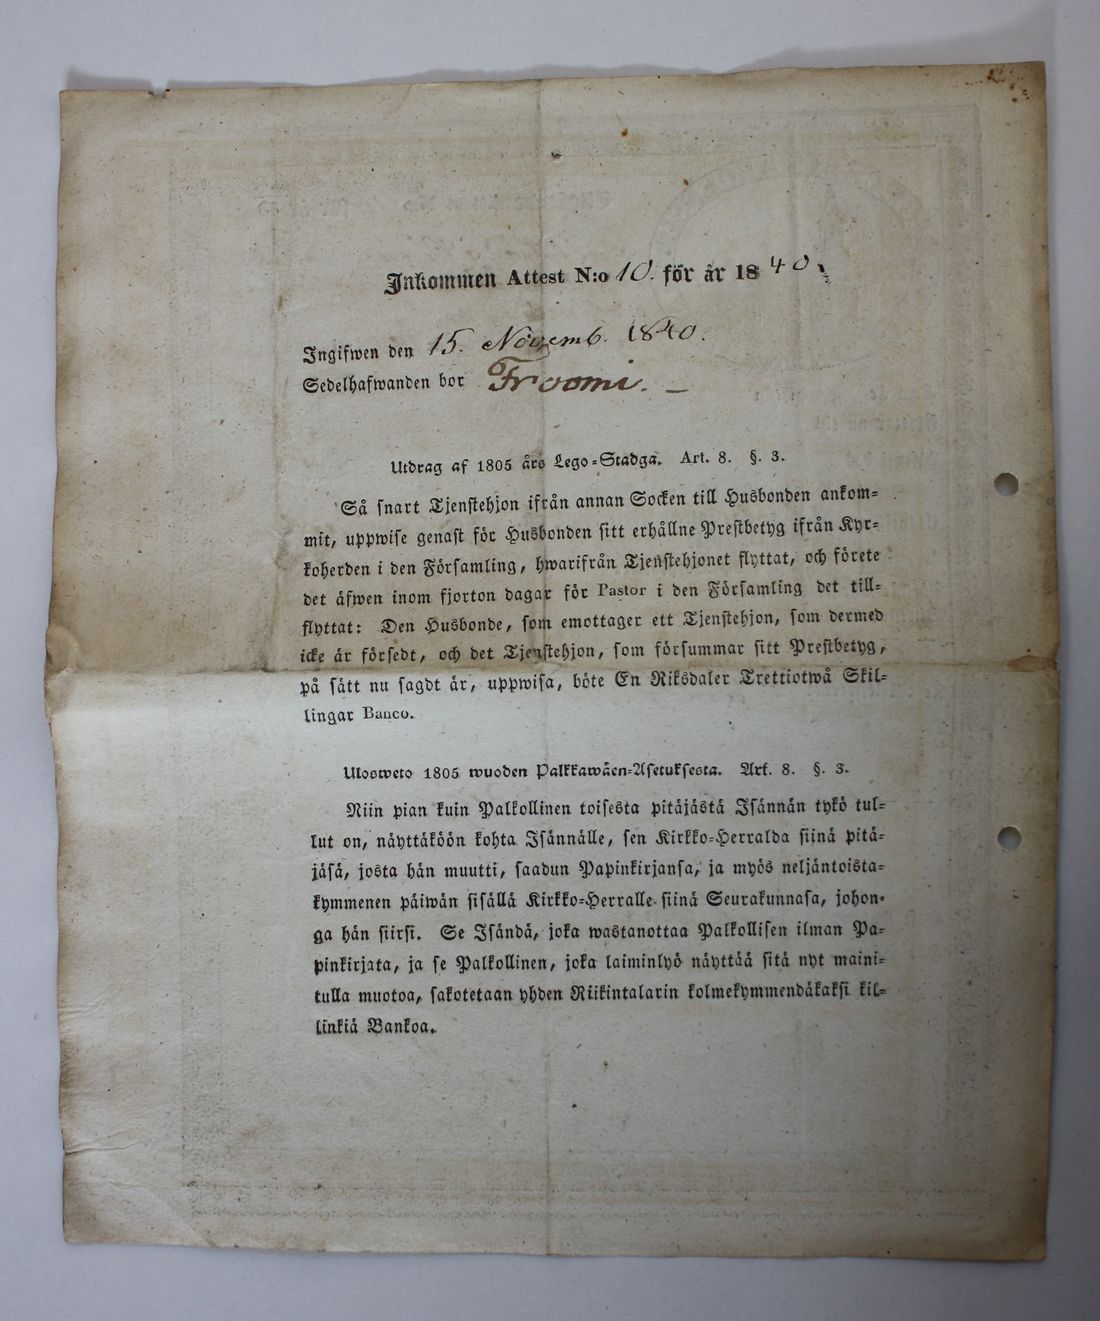 Inkommen Attest N:o 10. för år 1840.
Ingifwen den 15. Novemb. 1840.
Sedelhafwanden bor Froomi. —
Utdrag af 1805 års Lego-Stadga. Art. 8. §. 3.
Så snart Tjenstehjon ifrån annan Socken till Husbonden ankom-
mit, uppwise genast för Husbonden sitt erhållne Prestbetyg ifrån Kyr-
koherden i den Församling, hwarifrån Tjenstehjonet flyttat, och förete
det äfwen inom fjorton dagar för Pastor i den Församling det till-
flyttat: Den Husbonde, som emottager ett Tjenstehjon, som dermed
icke är försedt, och det Tjenstehjon, som försummar sitt Prestbetyg,
på sätt nu sagdt är, uppwisa, böte En Riksdaler Trettiotwå Skil-
lingar Banco.
Ulosweto 1805 wuoden Palkkawäen-Asetuksesta. Art. 8. §. 3.
Niin pian kuin Palkollinen toisesta pitäjästä Isännän tykö tul-
lut on, näyttäköön kohta Isännälle, sen Kirkko-Herralda siinä pitä-
jäsä, josta hän muutti, saadun Papinkirjansa, ja myös neljäntoista-
kymmenen päiwän sisällä Kirkko-Herralle siinä Seurakunnasa, johon-
ga hän siirsi. Se Isändä, joka wastanottaa Palkollisen ilman Pa-
pinkirjata, ja se Palkollinen, joka laiminlyö näyttää sitä nyt maini-
tulla muotoa, sakotetaan yhden Riikintalarin kolmekymmendäkaksi kil-
linkiä Bankoa.